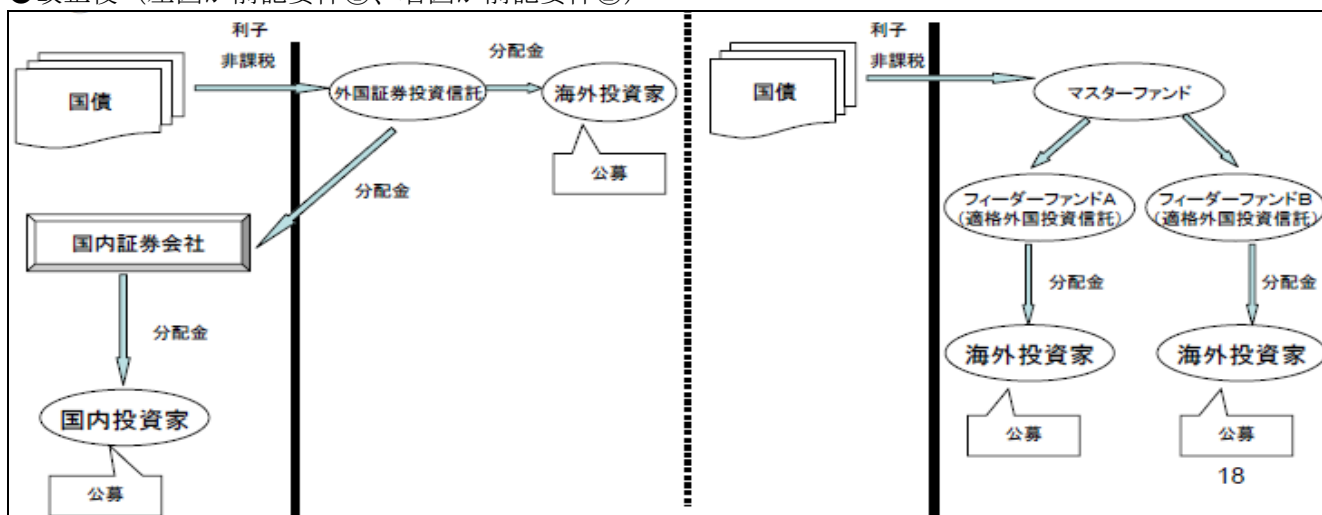 利子
非課税
国債
外国証券投資信託
分配金
海外投資家
公募
分配金
国内証券会社
分配金
国内投資家
公募
利子
非課税
国債
マスターファンド
フィーダーファンドA
(適格外国投資信託)
フィーダーファンドB
(適格外国投資信託)
分配金
分配金
海外投資家
海外投資家
公募
公募
18